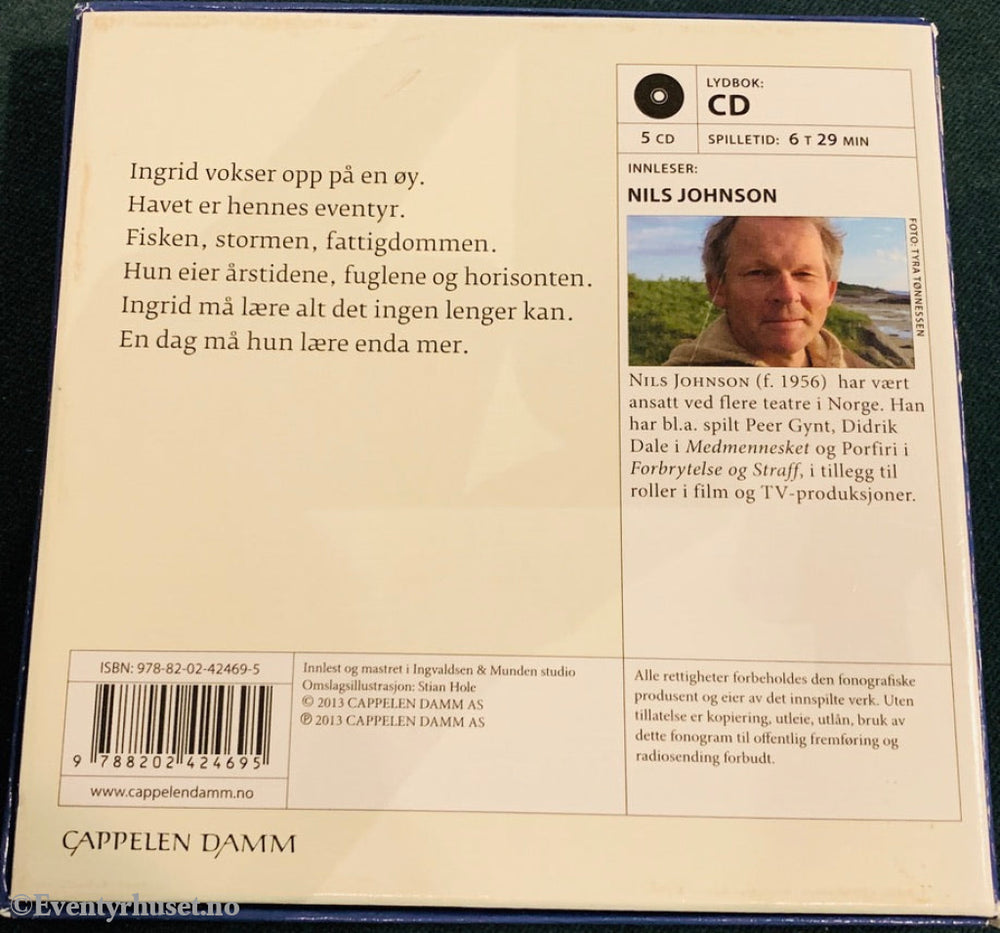 Ingrid vokser opp på en øy.
Havet er hennes eventyr.
Fisken, stormen, fattigdommen.
Hun eier årstidene, fuglene og horisonten.
Ingrid må lære alt det ingen lenger kan.
En dag må hun lære enda mer.
LYDBOK:
CD
5 CD
SPILLETID: 6 T 29 MIN
INNLESER:
NILS JOHNSON
FOTO: TYRA TØNNESSEN
NILS JOHNSON (f. 1956) har vært
ansatt ved flere teatre i Norge. Han
har bl.a. spilt Peer Gynt, Didrik
Dale i Medmennesket og Porfiri i
Forbrytelse og Straff, i tillegg til
roller i film og TV-produksjoner.
ISBN: 978-82-02-42469-5
9 788202 424695
www.cappelendamm.no
Innlest og mastret i Ingvaldsen & Munden studio
Omslagsillustrasjon: Stian Hole
© 2013 CAPPELEN DAMM AS
℗ 2013 CAPPELEN DAMM AS
Alle rettigheter forbeholdes den fonografiske
produsent og eier av det innspilte verk. Uten
tillatelse er kopiering, utleie, utlån, bruk av
dette fonogram til offentlig fremføring og
radiosending forbudt.
CAPPELEN DAMM
©Eventyrhuset.no